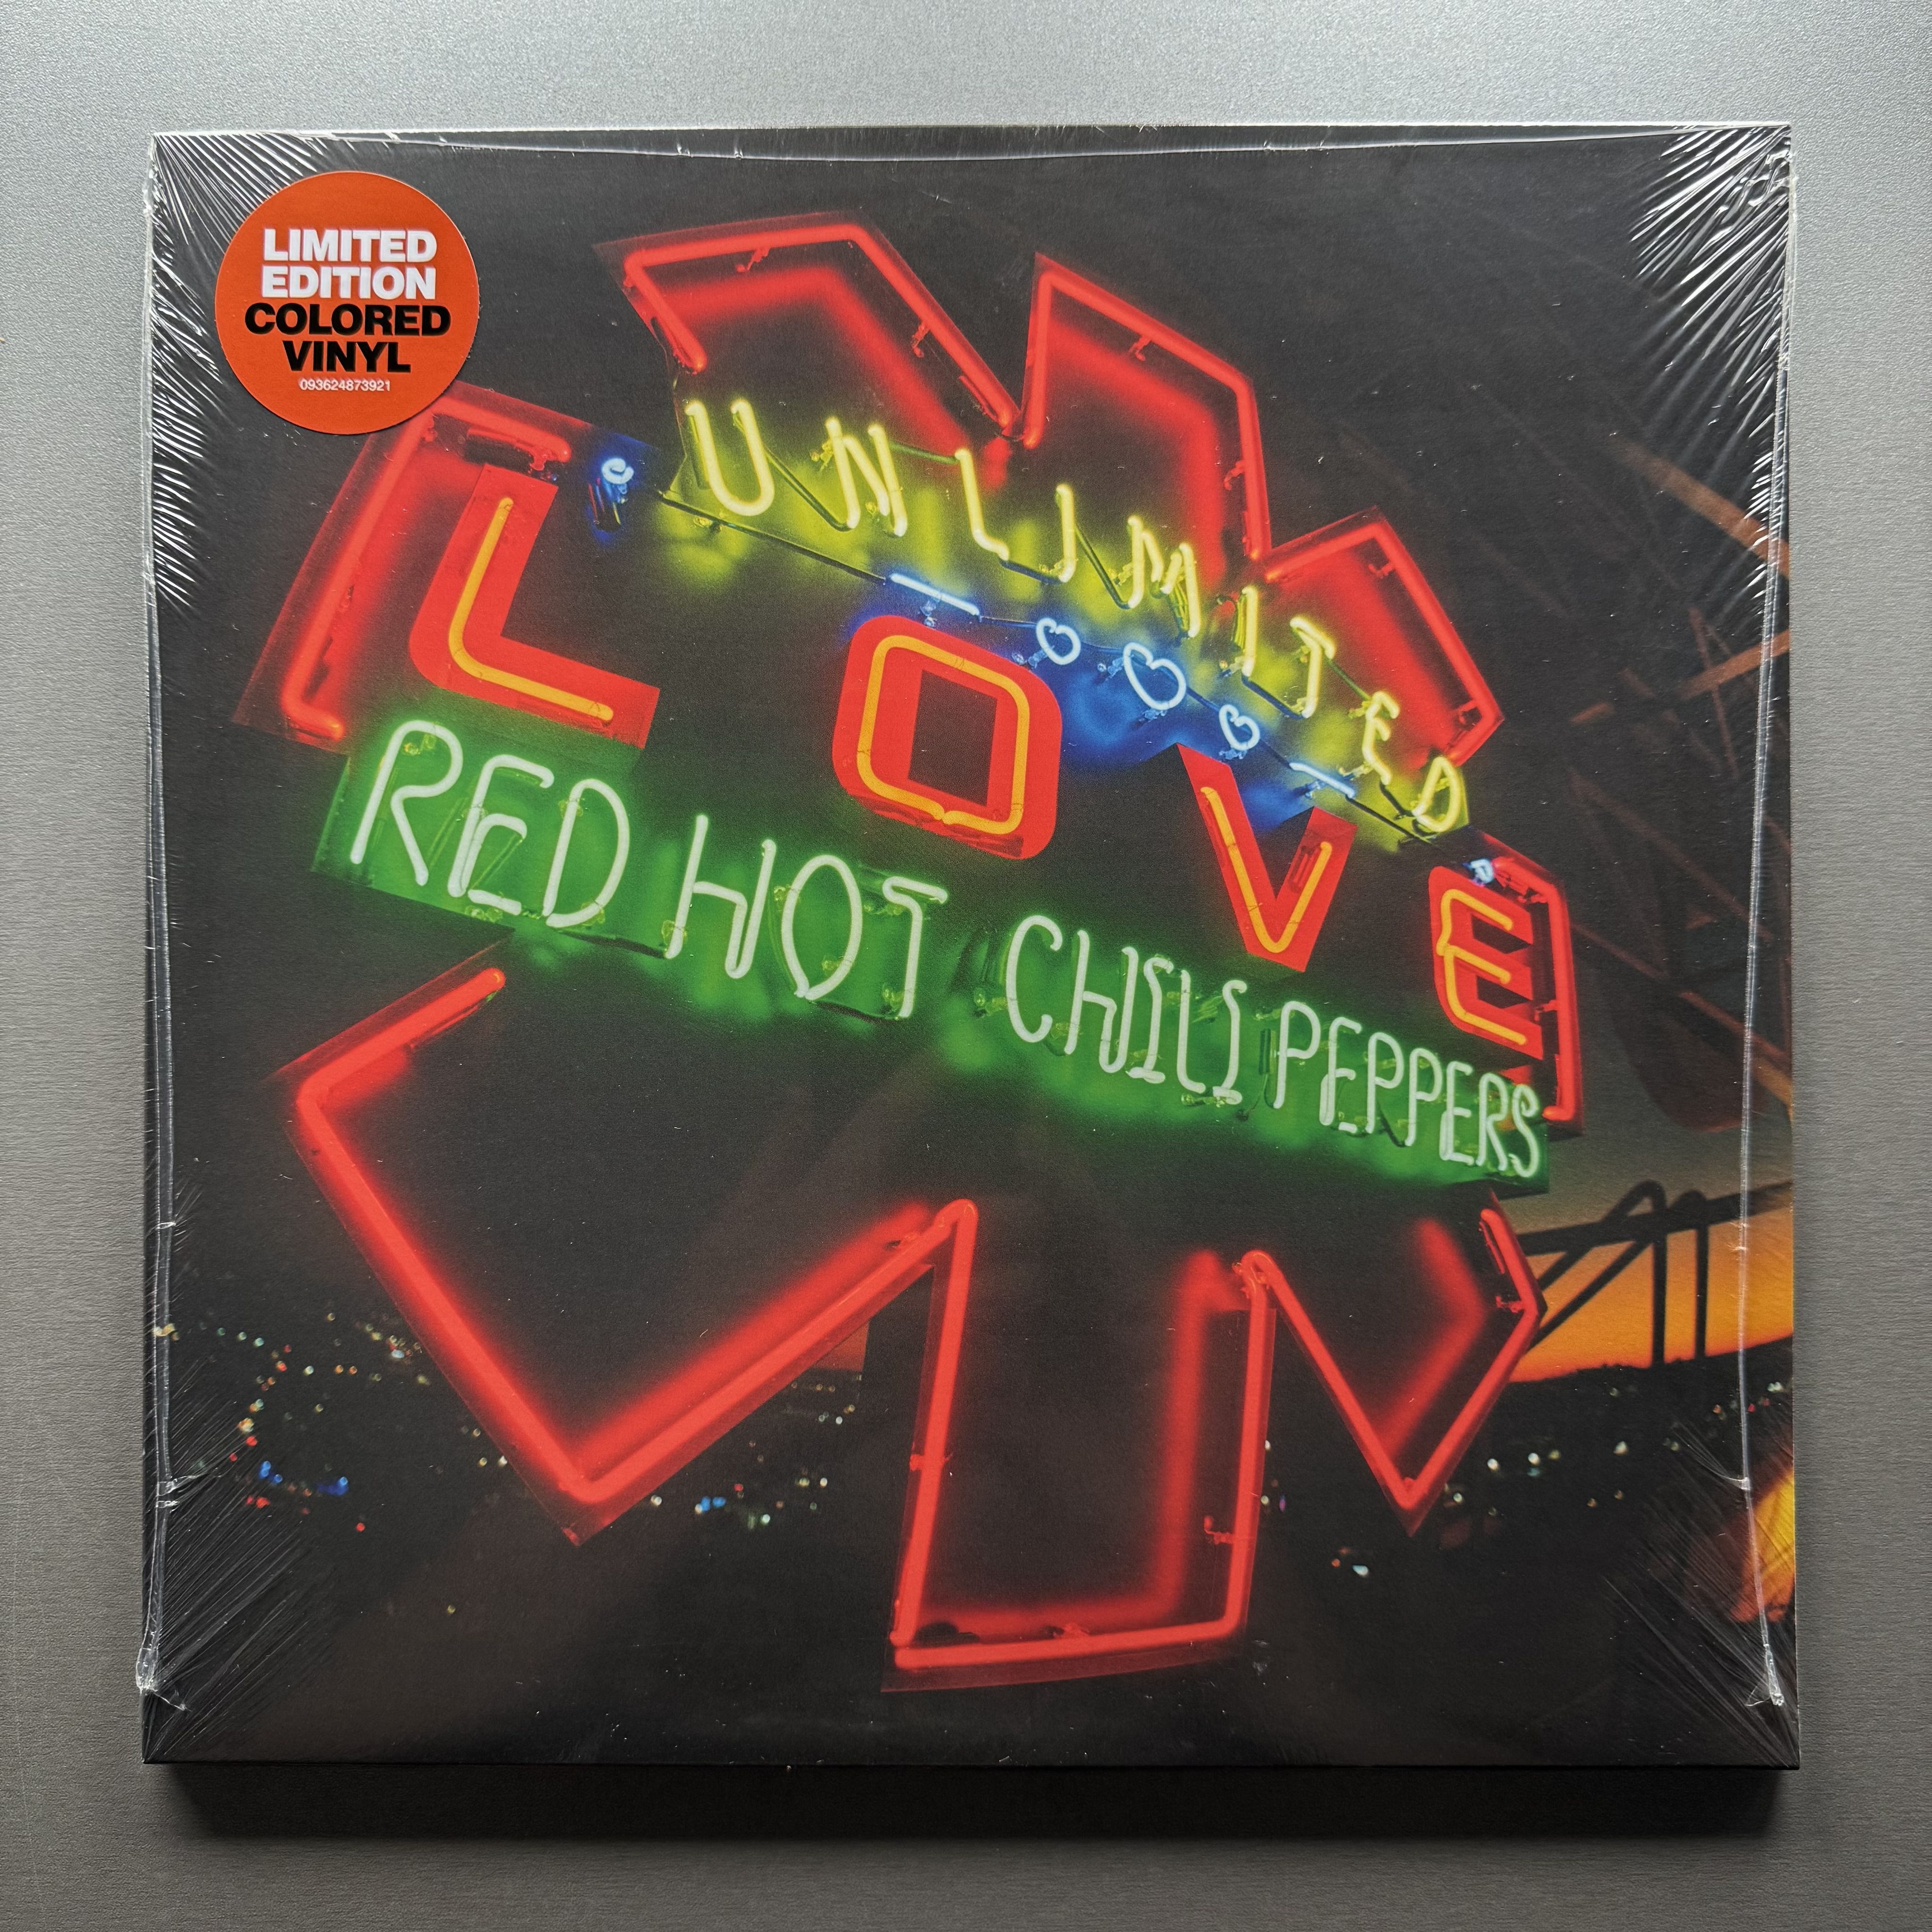 LIMITED
EDITION
COLORED
VINYL
093624873921
UNLIMITED
LOVE
RED HOT CHILI PEPPERS